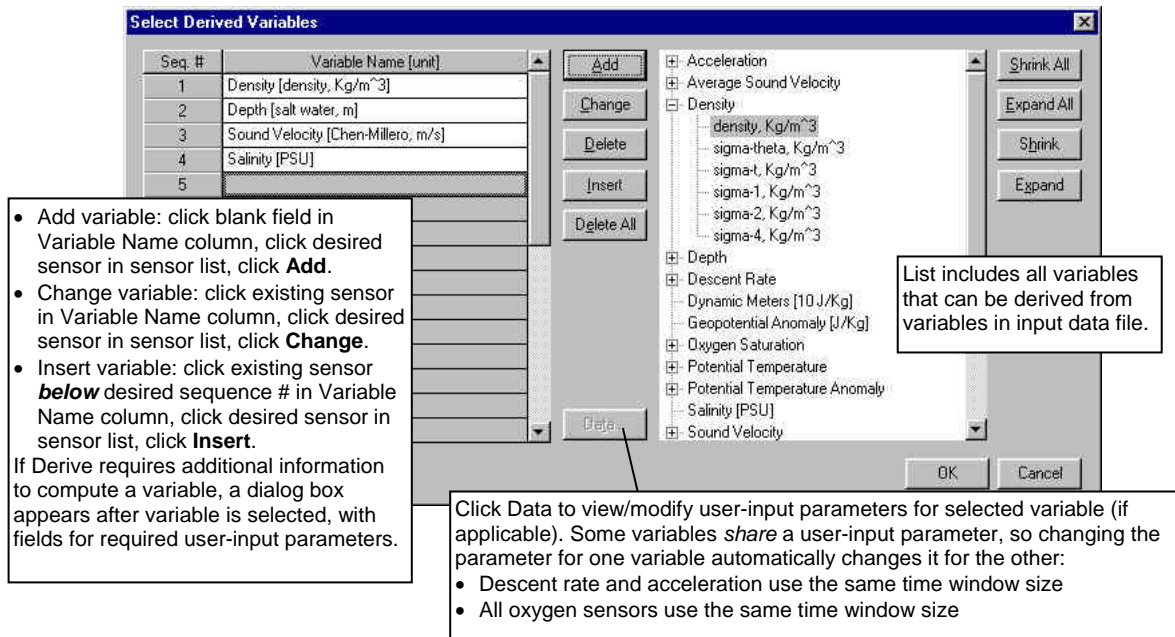 Select Derived Variables
Seq. # Variable Name [unit]
1 Density [density, Kg/m^3]
2 Depth [salt water, m]
3 Sound Velocity [Chen-Millero, m/s]
4 Salinity [PSU]
5
Add
Change
Delete
Insert
Delete All
Data...
Acceleration
Average Sound Velocity
Density
density, Kg/m^3
sigma-theta, Kg/m^3
sigma-t, Kg/m^3
sigma-1, Kg/m^3
sigma-2, Kg/m^3
sigma-4, Kg/m^3
Depth
Descent Rate
Dynamic Meters [10 J/Kg]
Geopotential Anomaly [J/Kg]
Oxygen Saturation
Potential Temperature
Potential Temperature Anomaly
Salinity [PSU]
Sound Velocity
Shrink All
Expand All
Shrink
Expand
OK
Cancel
• Add variable: click blank field in
Variable Name column, click desired
sensor in sensor list, click Add.
• Change variable: click existing sensor
in Variable Name column, click desired
sensor in sensor list, click Change.
• Insert variable: click existing sensor
below desired sequence # in Variable
Name column, click desired sensor in
sensor list, click Insert.
If Derive requires additional information
to compute a variable, a dialog box
appears after variable is selected, with
fields for required user-input parameters.
List includes all variables
that can be derived from
variables in input data file.
Click Data to view/modify user-input parameters for selected variable (if
applicable). Some variables share a user-input parameter, so changing the
parameter for one variable automatically changes it for the other:
• Descent rate and acceleration use the same time window size
• All oxygen sensors use the same time window size